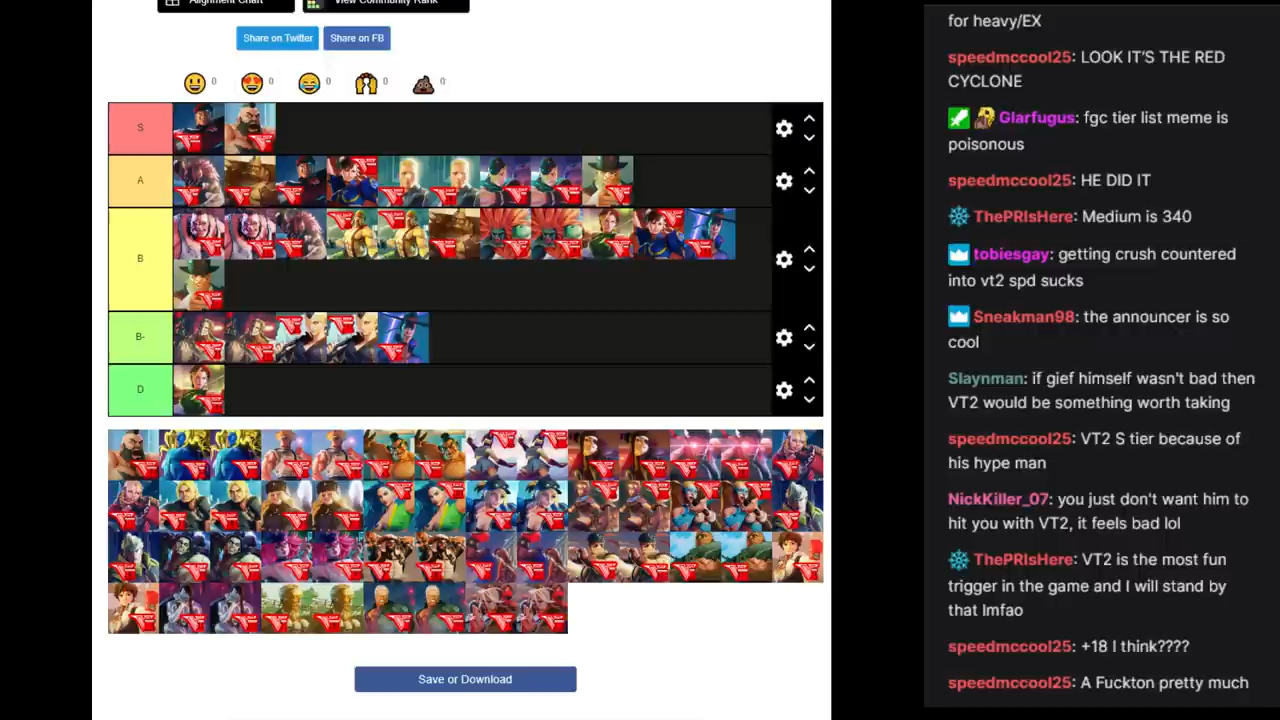 Alignment Chart
View Community Rank
Share on Twitter
Share on FB
0
0
0
0
0
S
A
B
B-
D
Save or Download
for heavy/EX
speedmccool25: LOOK IT'S THE RED
CYCLONE
Glarfugus: fgc tier list meme is
poisonous
speedmccool25: HE DID IT
ThePRIsHere: Medium is 340
tobiesgay: getting crush countered
into vt2 spd sucks
Sneakman98: the announcer is so
cool
Slaynman: if gief himself wasn't bad then
VT2 would be something worth taking
speedmccool25: VT2 S tier because of
his hype man
NickKiller_07: you just don't want him to
hit you with VT2, it feels bad lol
ThePRIsHere: VT2 is the most fun
trigger in the game and I will stand by
that lmfao
speedmccool25: +18 I think????
speedmccool25: A Fuckton pretty much